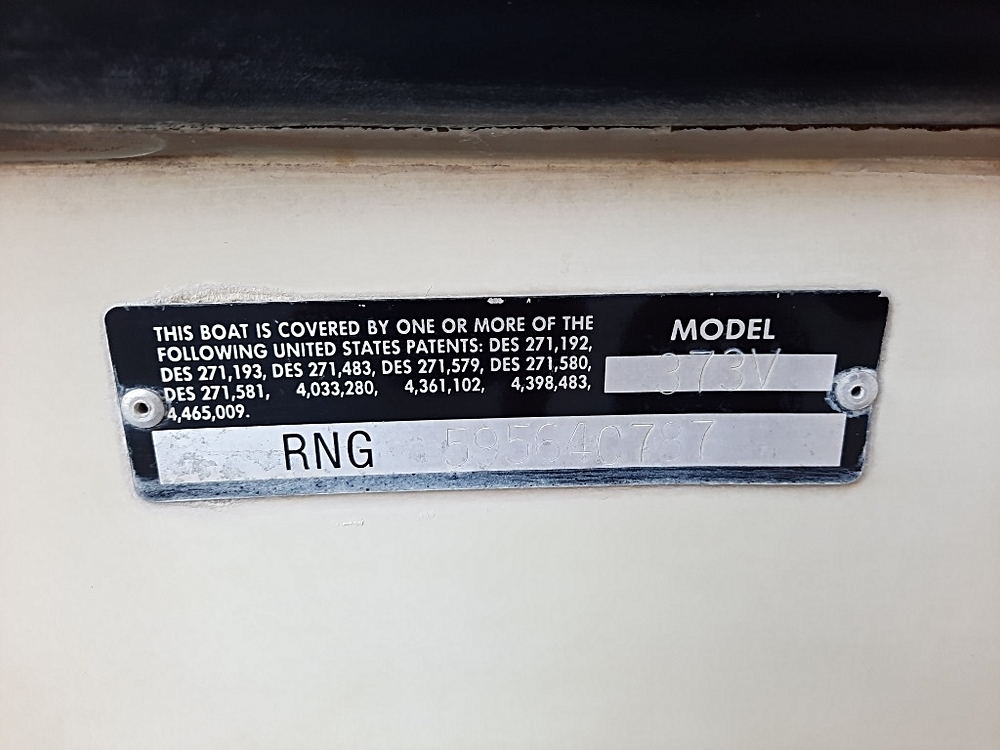 THIS BOAT IS COVERED BY ONE OR MORE OF THE
FOLLOWING UNITED STATES PATENTS: DES 271,192,
DES 271,193, DES 271,483, DES 271,579, DES 271,580,
DES 271,581, 4,033,280, 4,361,102, 4,398,483,
4,465,009.
MODEL
373V
RNG